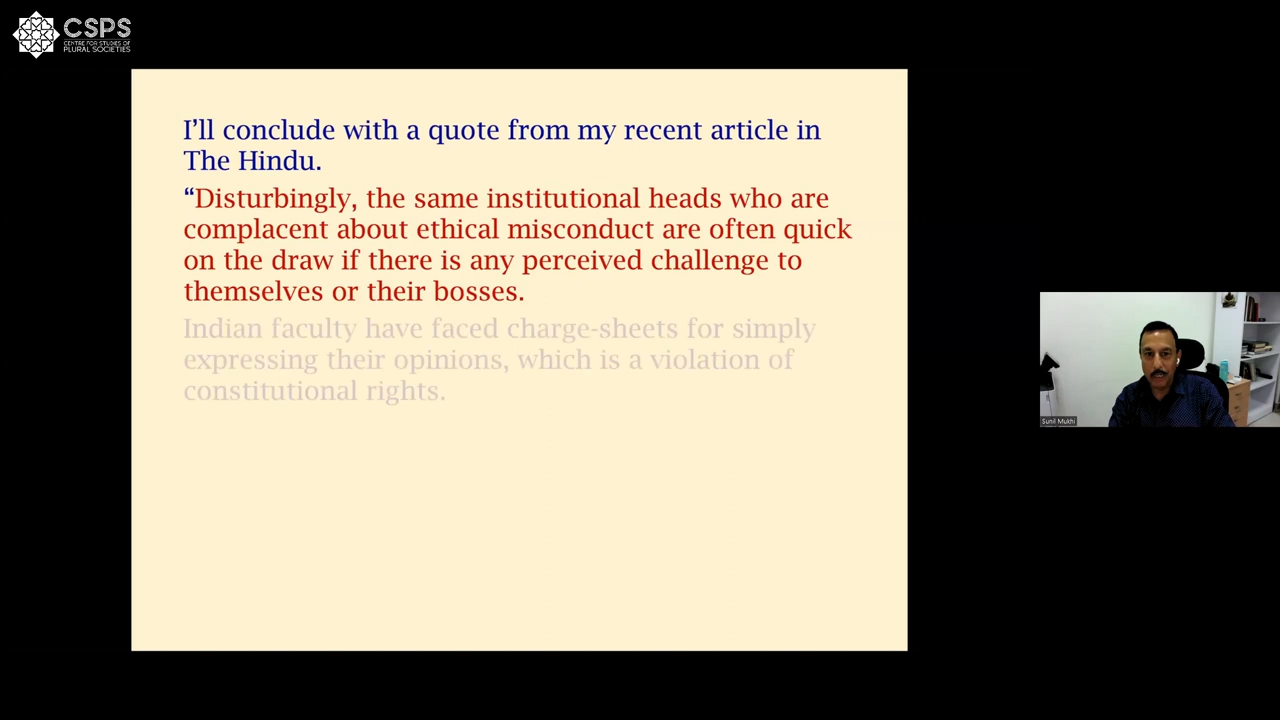 CSPS
CENTRE FOR STUDIES OF
PLURAL SOCIETIES
I’ll conclude with a quote from my recent article in
The Hindu.
“Disturbingly, the same institutional heads who are
complacent about ethical misconduct are often quick
on the draw if there is any perceived challenge to
themselves or their bosses.
Indian faculty have faced charge-sheets for simply
expressing their opinions, which is a violation of
constitutional rights.
Sunil Mukhi